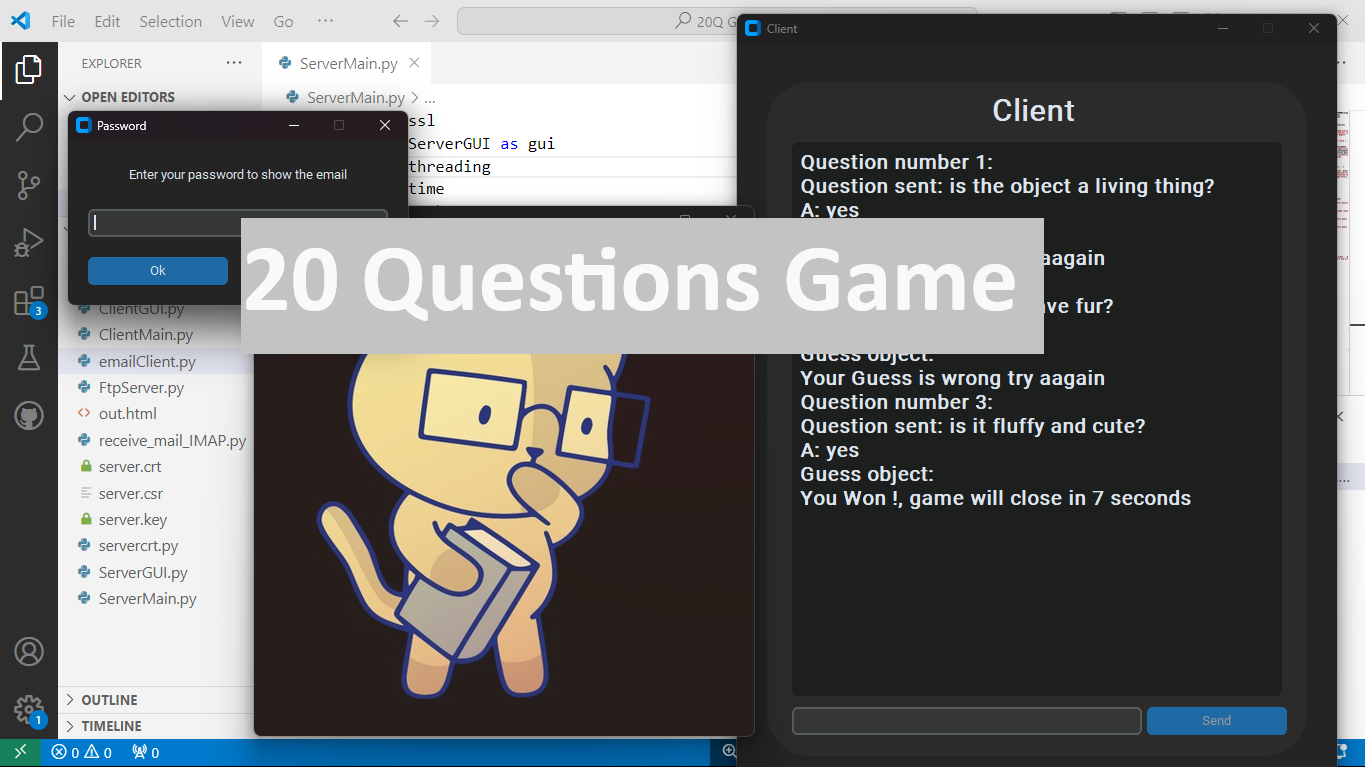 File Edit Selection View Go ...
20Q G
EXPLORER
OPEN EDITORS
ServerMain.py
ServerMain.py > ...
ssl
ServerGUI as gui
threading
time
Password
Enter your password to show the email
Ok
20 Questions Game
ClientGUI.py
ClientMain.py
emailClient.py
FtpServer.py
out.html
receive_mail_IMAP.py
server.crt
server.csr
server.key
servercrt.py
ServerGUI.py
ServerMain.py
OUTLINE
TIMELINE
3
1
0 0 0
Client
Client
Question number 1:
Question sent: is the object a living thing?
A: yes
aagain
ve fur?
Guess object:
Your Guess is wrong try aagain
Question number 3:
Question sent: is it fluffy and cute?
A: yes
Guess object:
You Won !, game will close in 7 seconds
Send